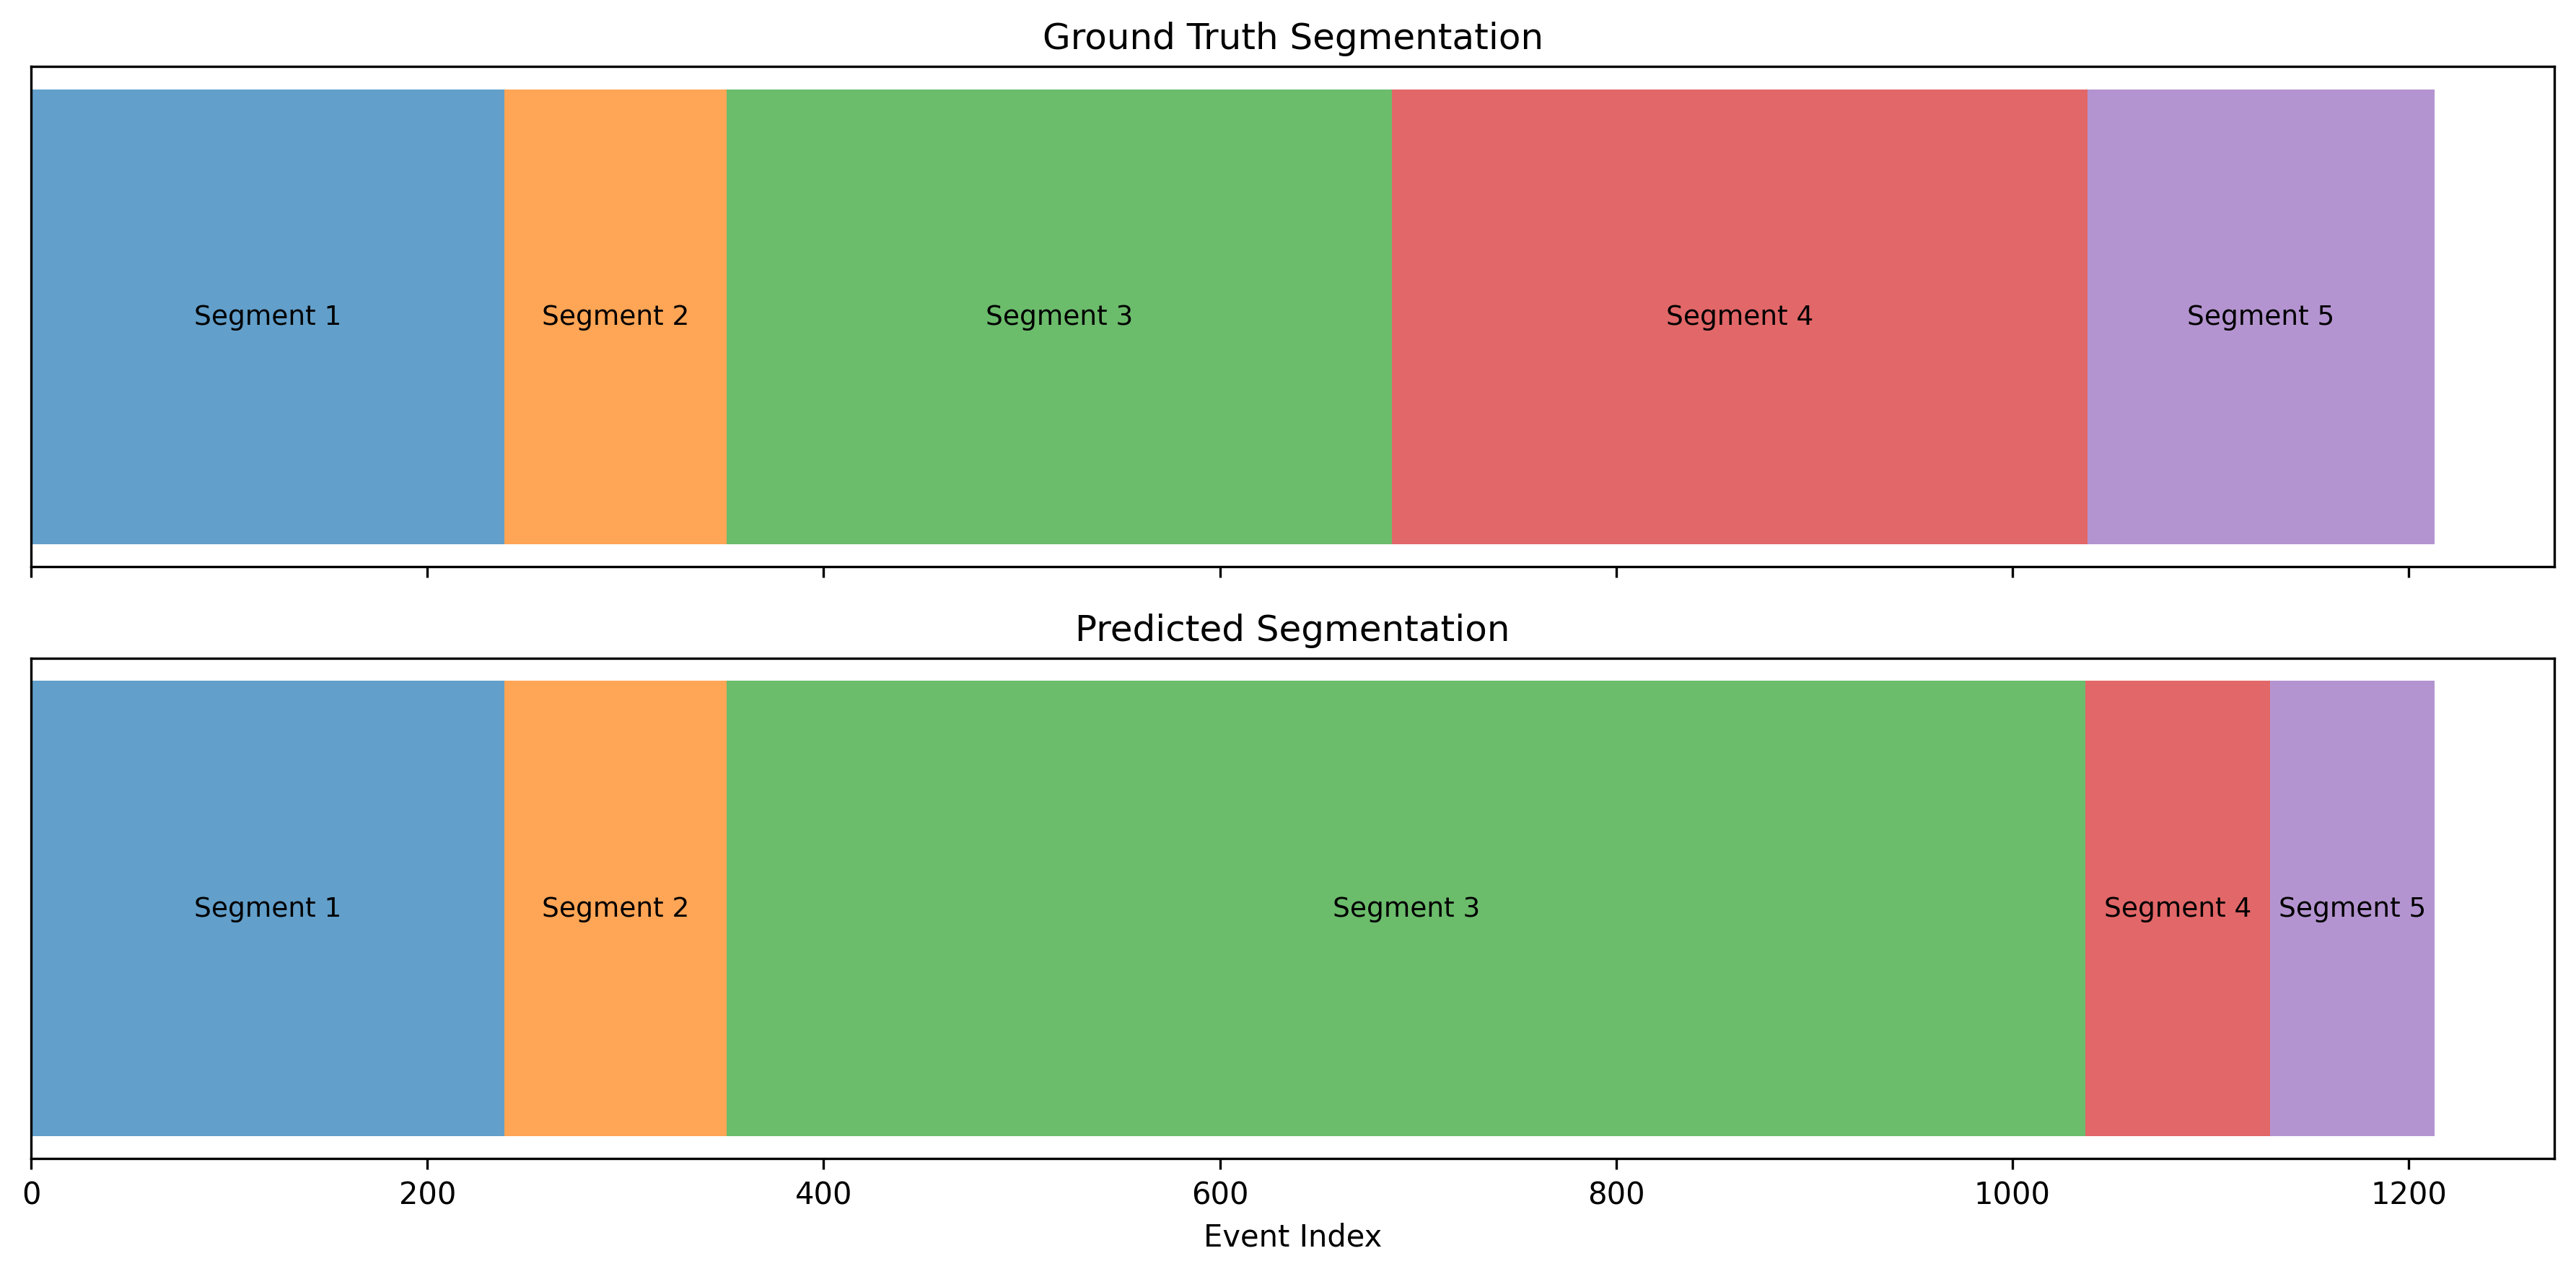 Ground Truth Segmentation
Segment 1 Segment 2 Segment 3 Segment 4 Segment 5
Predicted Segmentation
Segment 1 Segment 2 Segment 3 Segment 4 Segment 5
0 200 400 600 800 1000 1200
Event Index